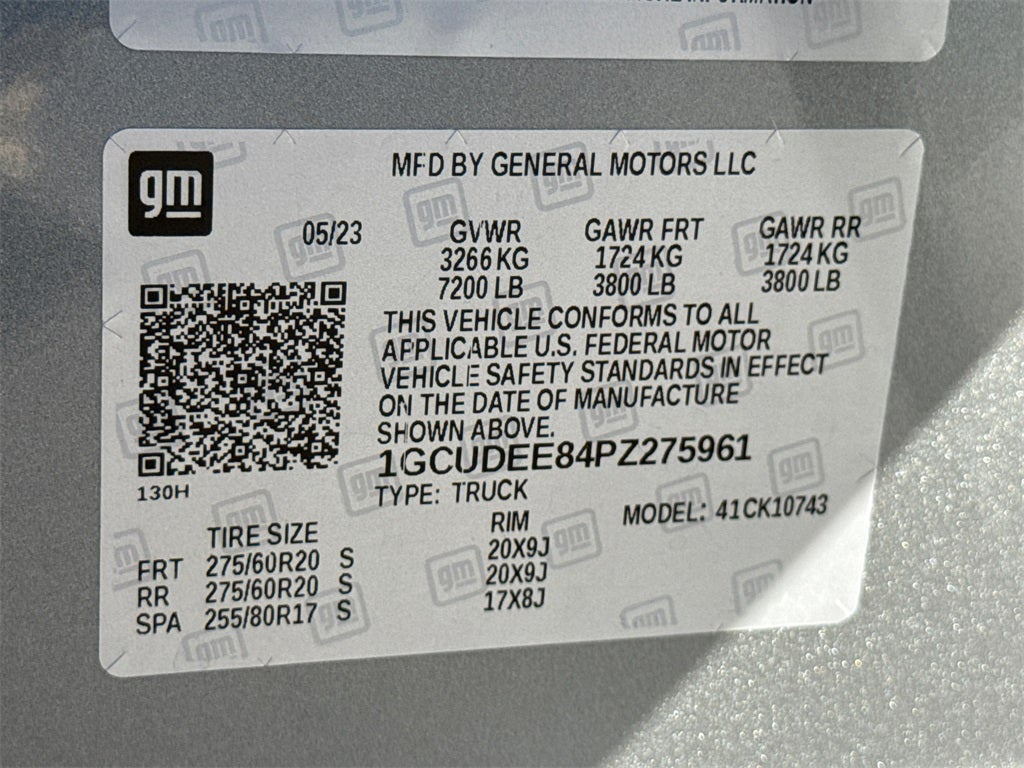 gm
MFD BY GENERAL MOTORS LLC
05/23 GVWR GAWR FRT GAWR RR
3266 KG 1724 KG 1724 KG
7200 LB 3800 LB 3800 LB
THIS VEHICLE CONFORMS TO ALL
APPLICABLE U.S. FEDERAL MOTOR
VEHICLE SAFETY STANDARDS IN EFFECT
ON THE DATE OF MANUFACTURE
SHOWN ABOVE.
1GCUDEE84PZ275961
130H
TYPE: TRUCK
MODEL: 41CK10743
TIRE SIZE RIM
FRT 275/60R20 S 20X9J
RR 275/60R20 S 20X9J
SPA 255/80R17 S 17X8J